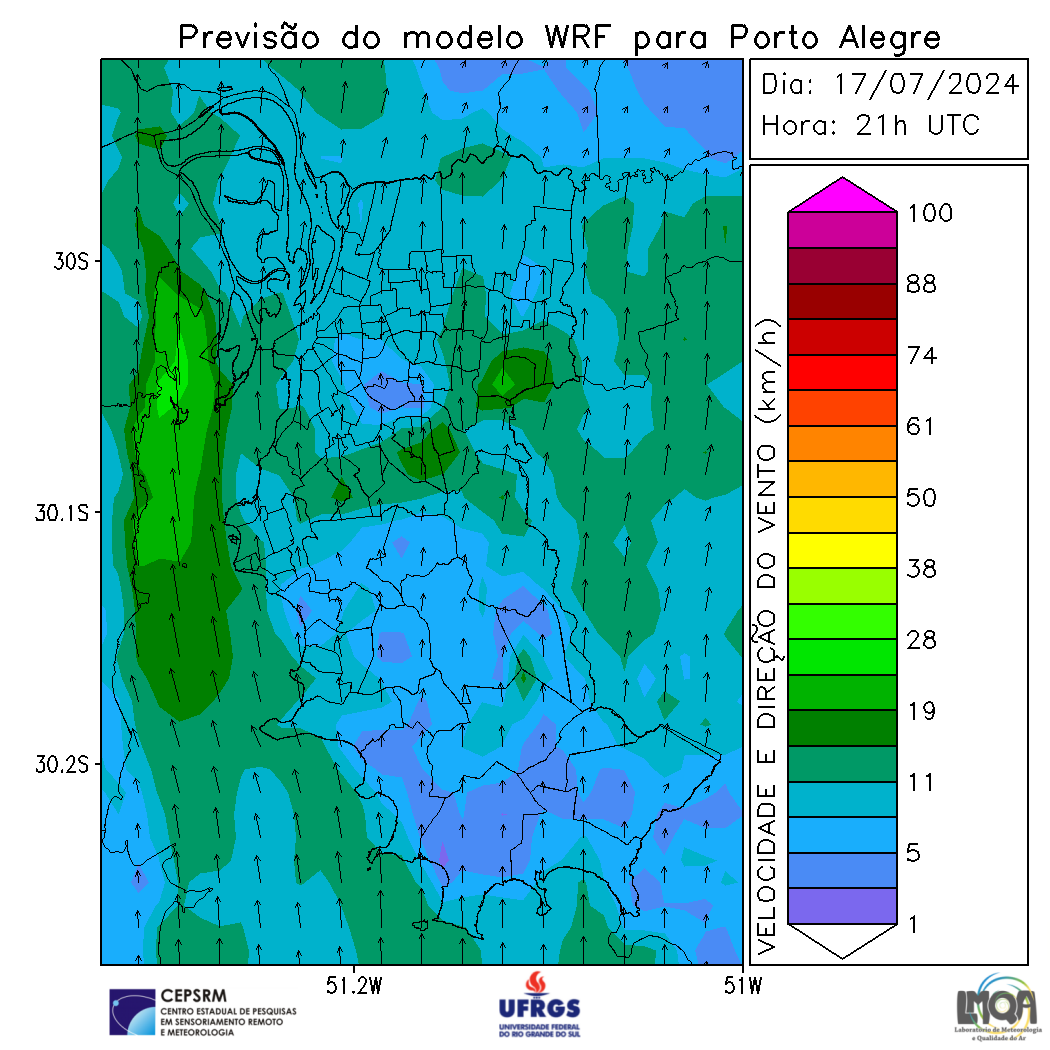 Previsão do modelo WRF para Porto Alegre
Dia: 17/07/2024
Hora: 21h UTC
30S
30.1S
30.2S
51.2W
51W
VELOCIDADE E DIREÇÃO DO VENTO (km/h)
100
88
74
61
50
38
28
19
11
5
1
CEPSRM
CENTRO ESTADUAL DE PESQUISAS
EM SENSORIAMENTO REMOTO
E METEOROLOGIA
UFRGS
UNIVERSIDADE FEDERAL
DO RIO GRANDE DO SUL
LMQA
Laboratório de Meteorologia
e Qualidade do Ar